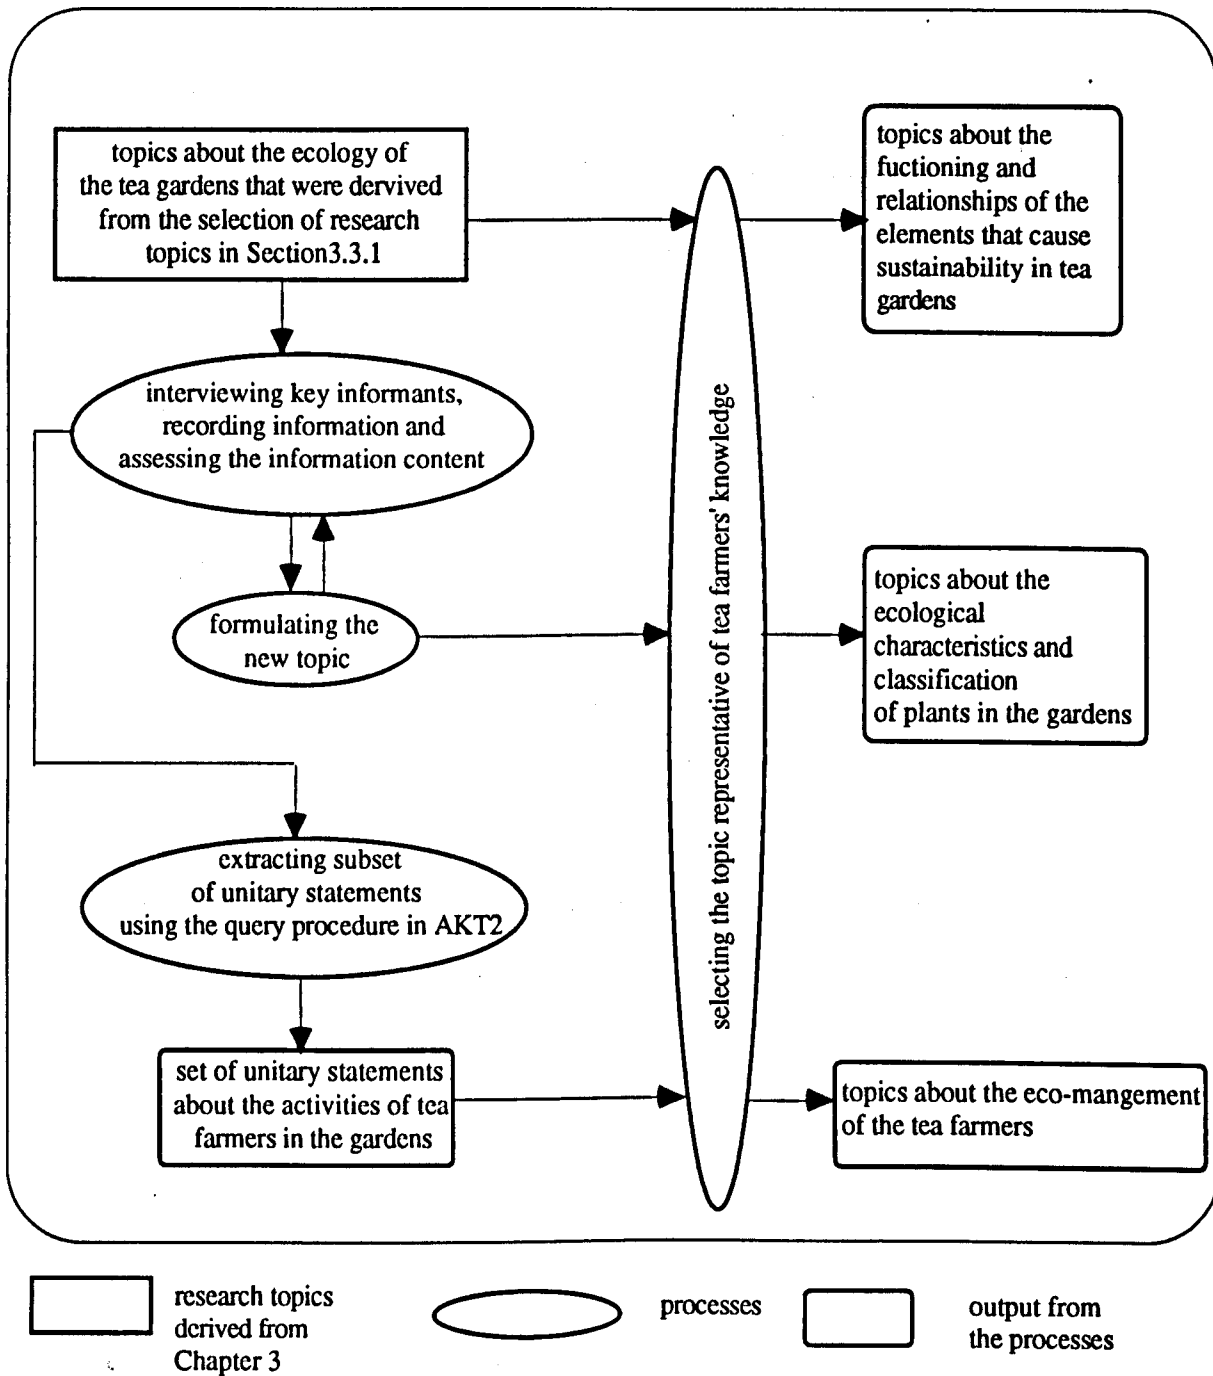 topics about the ecology of
the tea gardens that were dervived
from the selection of research
topics in Section3.3.1
topics about the
fuctioning and
relationships of the
elements that cause
sustainability in tea
gardens
interviewing key informants,
recording information and
assessing the information content
formulating the
new topic
selecting the topic representative of tea farmers' knowledge
topics about the
ecological
characteristics and
classification
of plants in the gardens
extracting subset
of unitary statements
using the query procedure in AKT2
set of unitary statements
about the activities of tea
farmers in the gardens
topics about the eco-mangement
of the tea farmers
research topics
derived from
Chapter 3
processes
output from
the processes